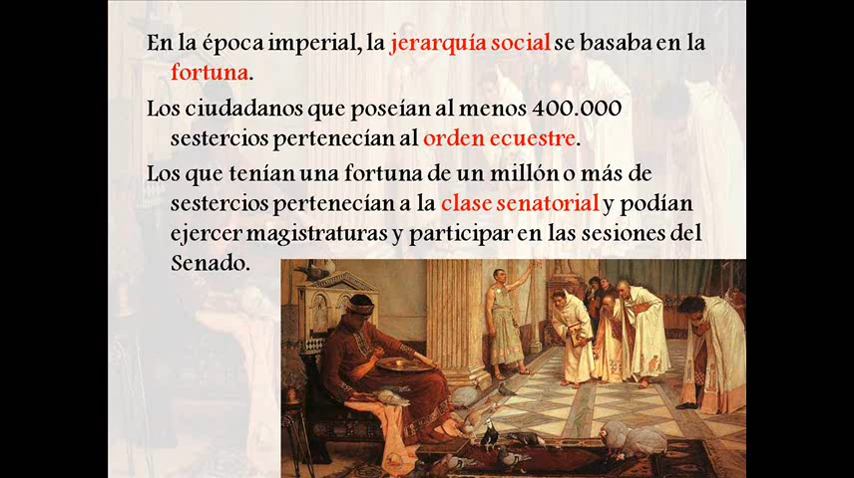 En la época imperial, la jerarquía social se basaba en la
fortuna.
Los ciudadanos que poseían al menos 400.000
sestercios pertenecían al orden ecuestre.
Los que tenían una fortuna de un millón o más de
sestercios pertenecían a la clase senatorial y podían
ejercer magistraturas y participar en las sesiones del
Senado.